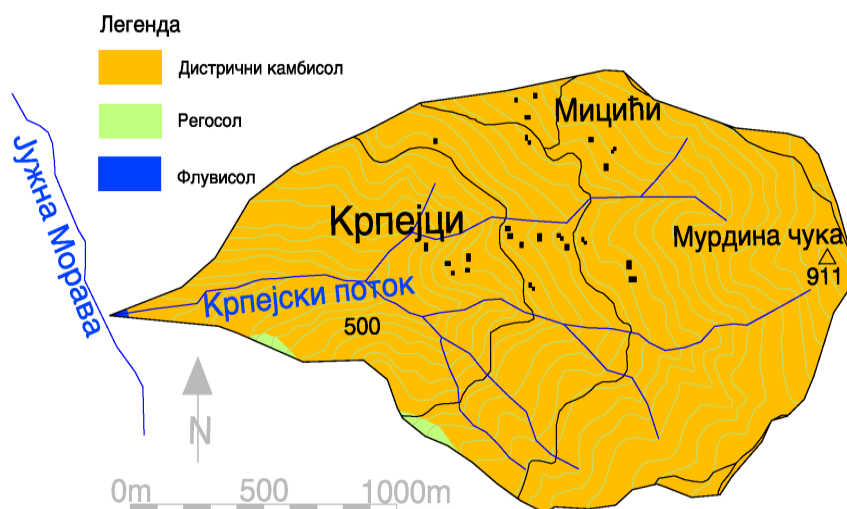 Легенда
Дистрични камбисол
Регосол
Флувисол
Мицићи
Јужна Морава
Крпејци
Мурдина чука
911
Крпејски поток
500
N
0m 500 1000m